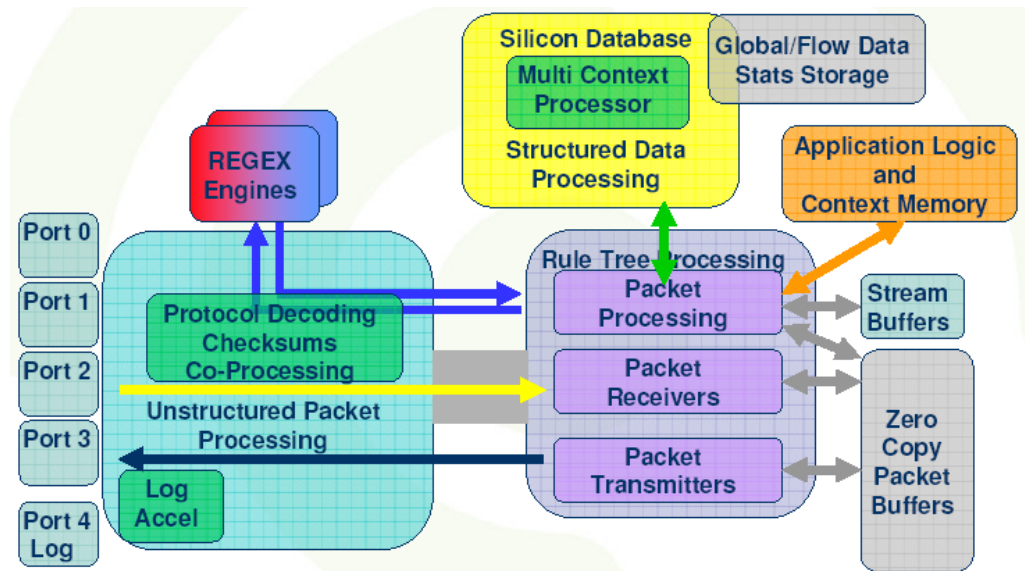 Silicon Database
Multi Context
Processor
Structured Data
Processing
Global/Flow Data
Stats Storage
REGEX
Engines
Application Logic
and
Context Memory
Port 0
Port 1
Port 2
Port 3
Port 4
Log
Protocol Decoding
Checksums
Co-Processing
Unstructured Packet
Processing
Log
Accel
Rule Tree Processing
Packet
Processing
Packet
Receivers
Packet
Transmitters
Stream
Buffers
Zero
Copy
Packet
Buffers